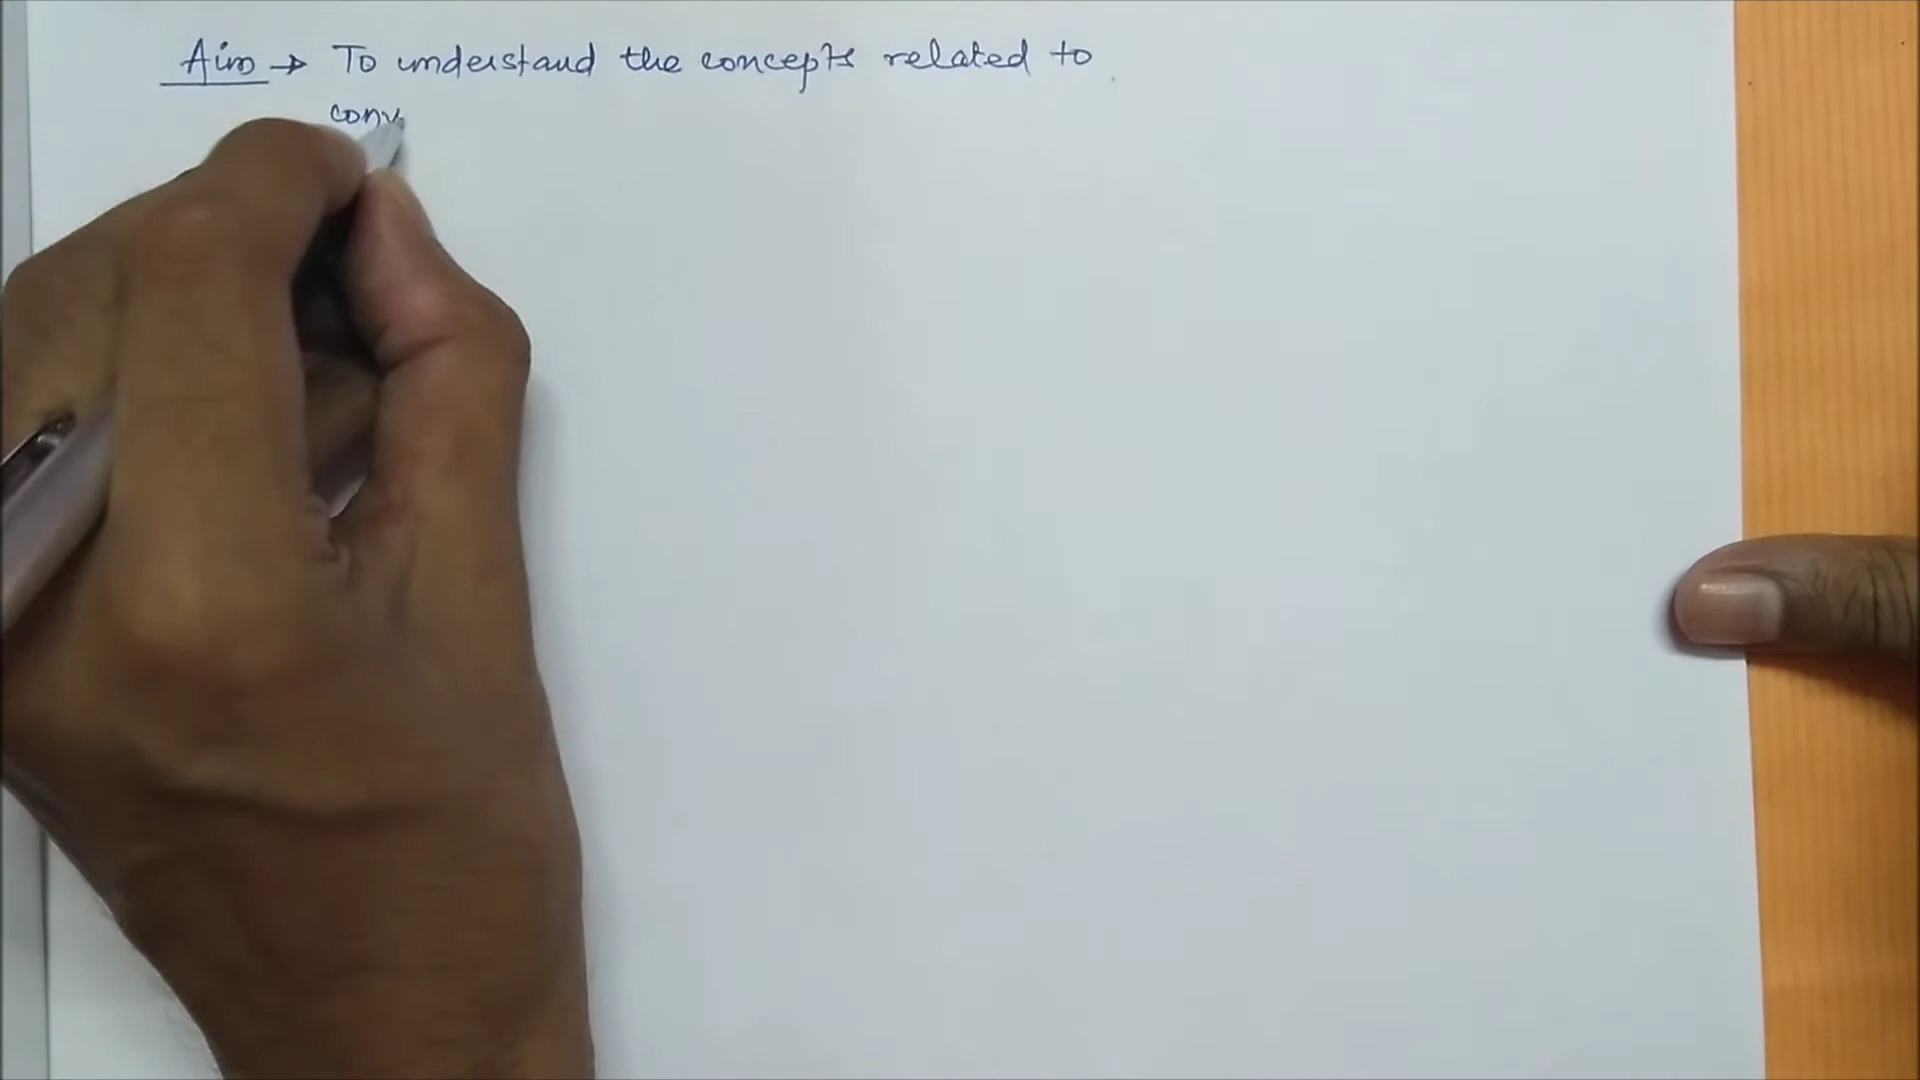 Aim → To understand the concepts related to
conv